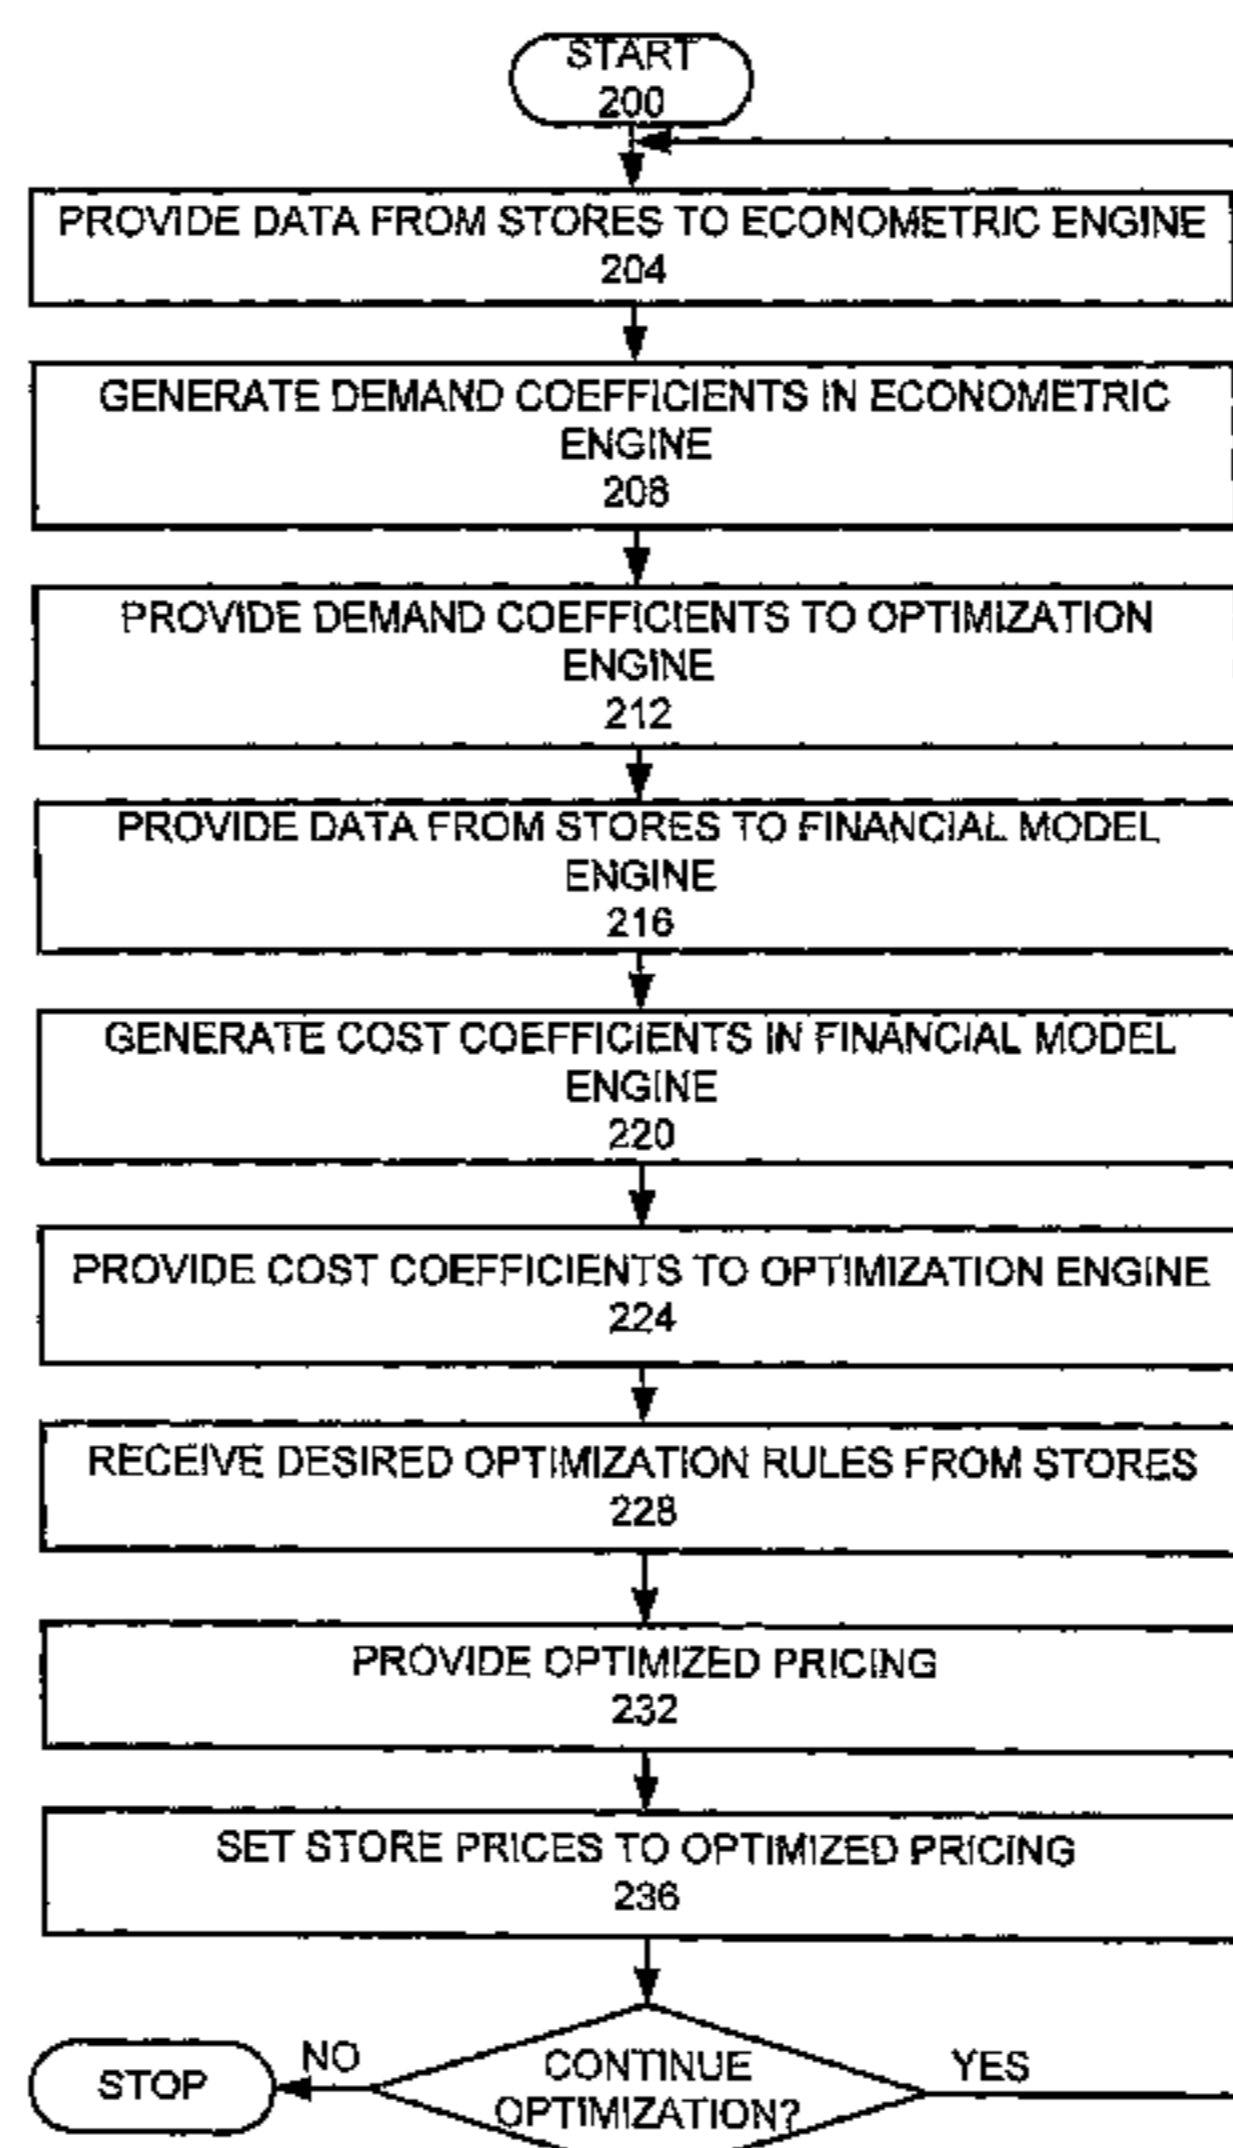 START
200
PROVIDE DATA FROM STORES TO ECONOMETRIC ENGINE
204
GENERATE DEMAND COEFFICIENTS IN ECONOMETRIC
ENGINE
208
PROVIDE DEMAND COEFFICIENTS TO OPTIMIZATION
ENGINE
212
PROVIDE DATA FROM STORES TO FINANCIAL MODEL
ENGINE
216
GENERATE COST COEFFICIENTS IN FINANCIAL MODEL
ENGINE
220
PROVIDE COST COEFFICIENTS TO OPTIMIZATION ENGINE
224
RECEIVE DESIRED OPTIMIZATION RULES FROM STORES
228
PROVIDE OPTIMIZED PRICING
232
SET STORE PRICES TO OPTIMIZED PRICING
236
STOP
NO
CONTINUE
OPTIMIZATION?
YES